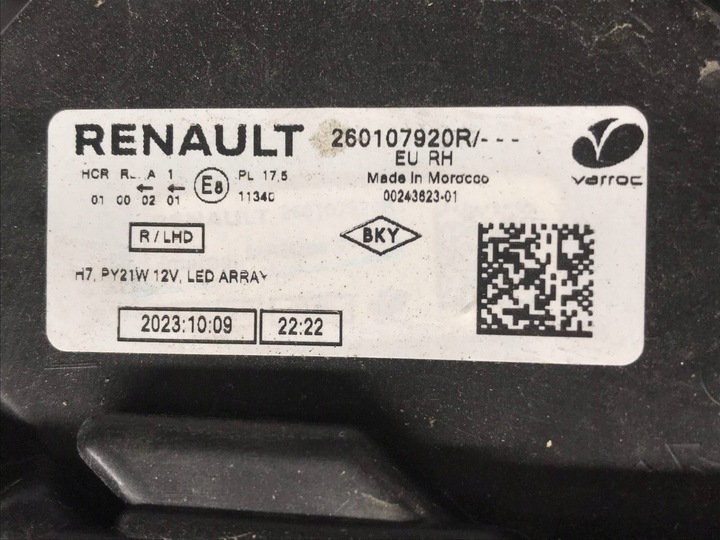 RENAULT 260107920R/---
EU RH
varroc
HCR RL A 1 E8 PL 17,5
Made in Morocco
01 00 02 01 11340
00243623-01
R/LHD
BKY
H7, PY21W 12V, LED ARRAY
2023:10:09 22:22